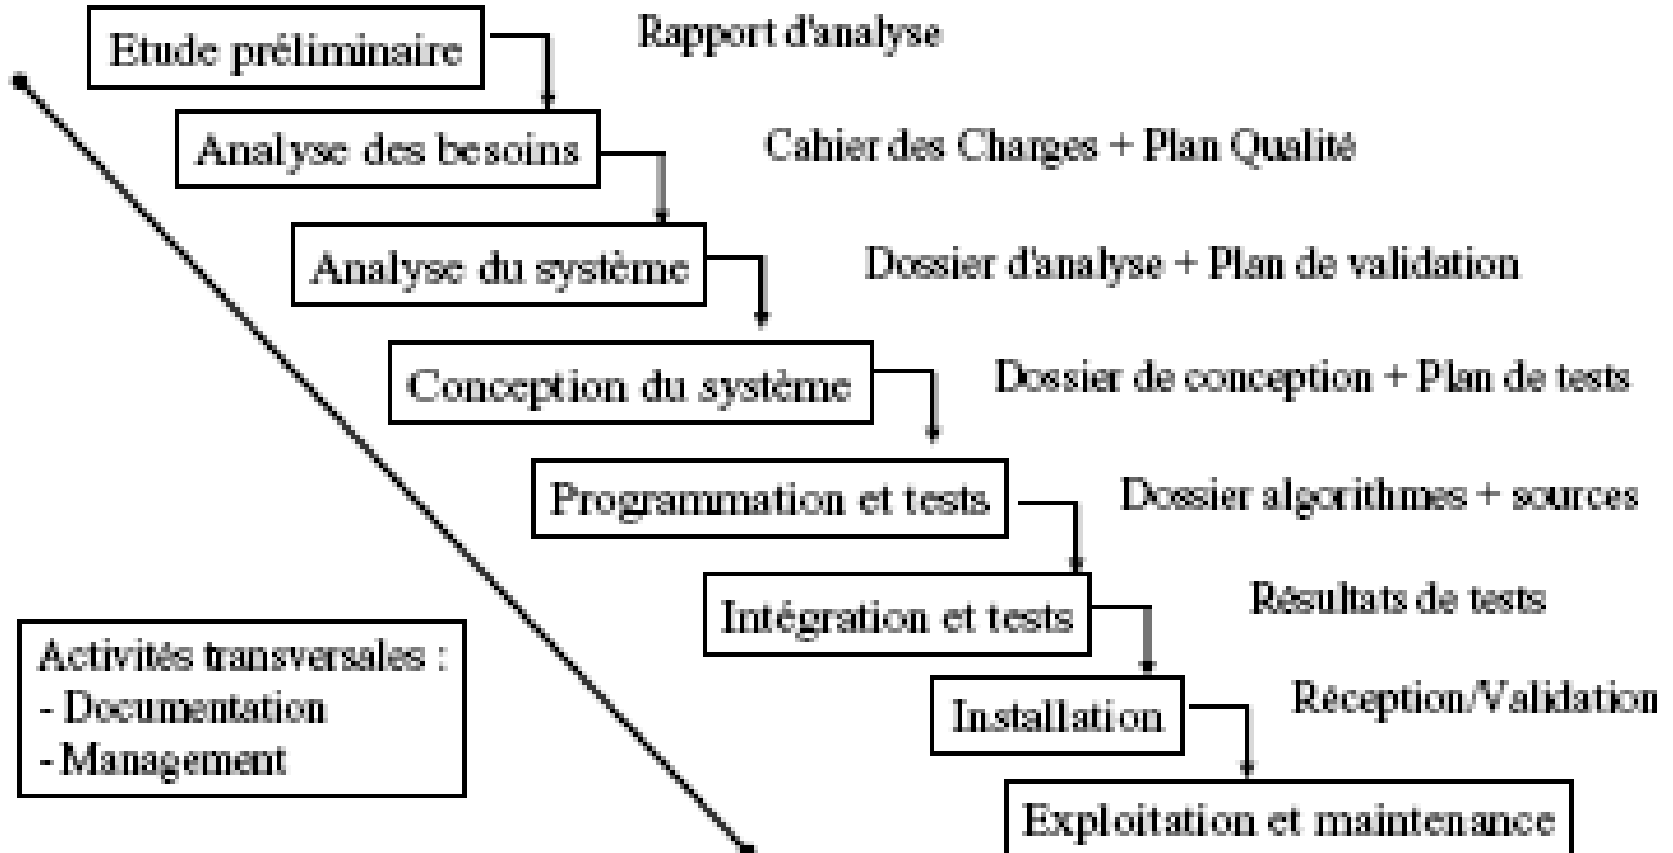 Etude préliminaire
Rapport d'analyse
Analyse des besoins
Cahier des Charges + Plan Qualité
Analyse du système
Dossier d'analyse + Plan de validation
Conception du système
Dossier de conception + Plan de tests
Programmation et tests
Dossier algorithmes + sources
Intégration et tests
Résultats de tests
Activités transversales :
- Documentation
- Management
Installation
Réception/Validation
Exploitation et maintenance